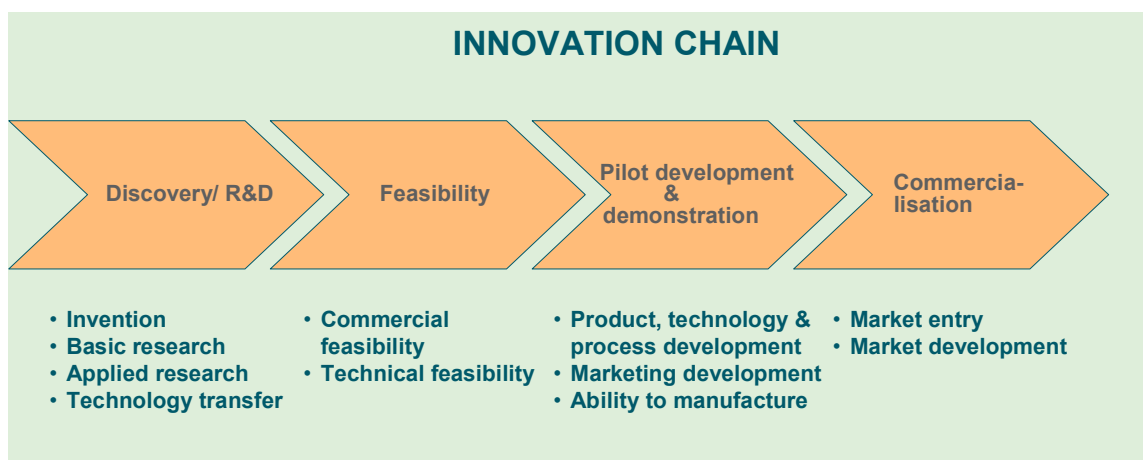 INNOVATION CHAIN
Discovery/ R&D
Feasibility
Pilot development
&
demonstration
Commercia-
lisation
• Invention
• Basic research
• Applied research
• Technology transfer
• Commercial
feasibility
• Technical feasibility
• Product, technology &
process development
• Marketing development
• Ability to manufacture
• Market entry
• Market development